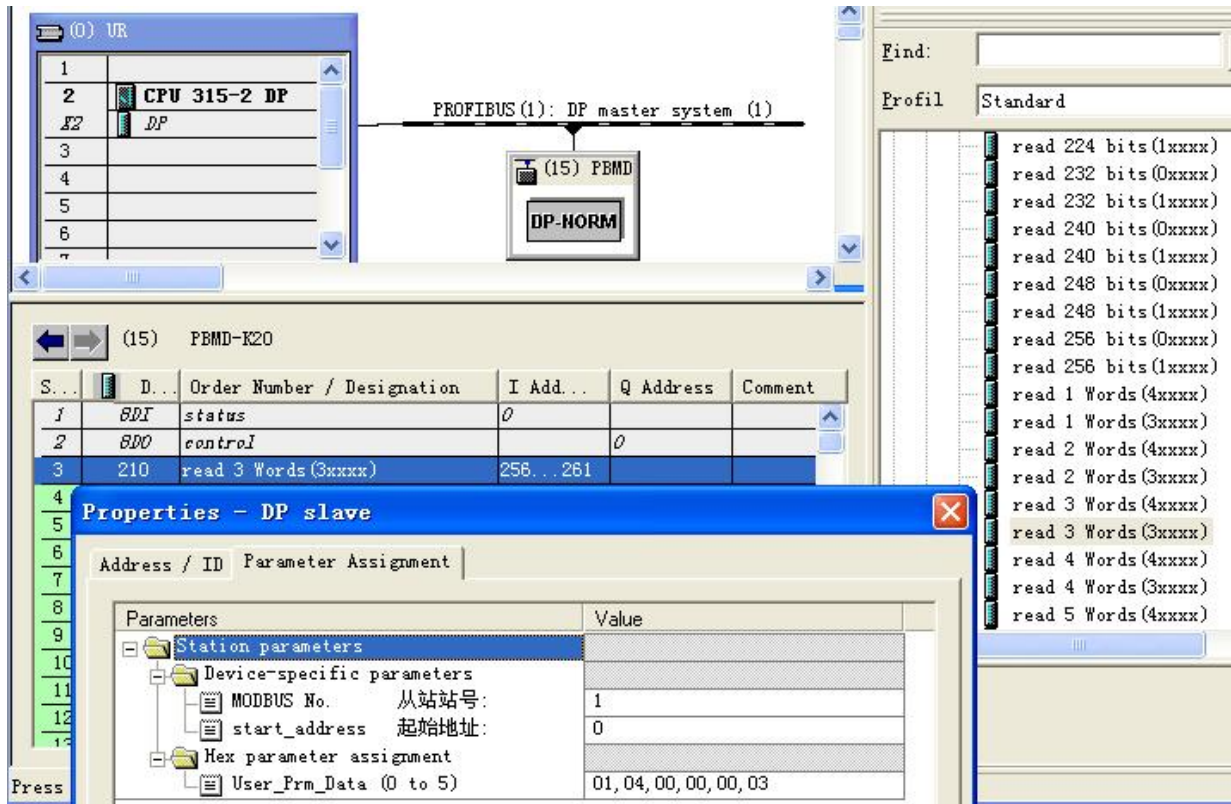 (0) UR
1
2 CPU 315-2 DP
X2 DP
3
4
5
6
7
PROFIBUS(1): DP master system (1)
(15) PBMD
DP-NORM
Find:
Profil Standard
read 224 bits(1xxxx)
read 232 bits(0xxxx)
read 232 bits(1xxxx)
read 240 bits(0xxxx)
read 240 bits(1xxxx)
read 248 bits(0xxxx)
read 248 bits(1xxxx)
read 256 bits(0xxxx)
read 256 bits(1xxxx)
read 1 Words(4xxxx)
read 1 Words(3xxxx)
read 2 Words(4xxxx)
read 2 Words(3xxxx)
read 3 Words(4xxxx)
read 3 Words(3xxxx)
read 4 Words(4xxxx)
read 4 Words(3xxxx)
read 5 Words(4xxxx)
(15) PBMD-K20
S... D... Order Number / Designation I Add... Q Address Comment
1 8DI status 0
2 8DO control 0
3 210 read 3 Words(3xxxx) 256...261
4
5
6
7
8
9
10
11
12
13
Properties - DP slave
Address / ID Parameter Assignment
Parameters Value
Station parameters
Device-specific parameters
MODBUS No. 从站站号: 1
start_address 起始地址: 0
Hex parameter assignment
User_Prm_Data (0 to 5) 01,04,00,00,00,03
Press